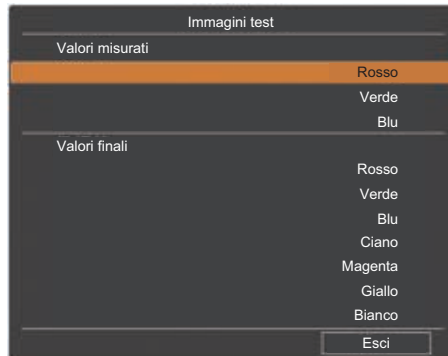 Immagini test
Valori misurati
Rosso
Verde
Blu
Valori finali
Rosso
Verde
Blu
Ciano
Magenta
Giallo
Bianco
Esci